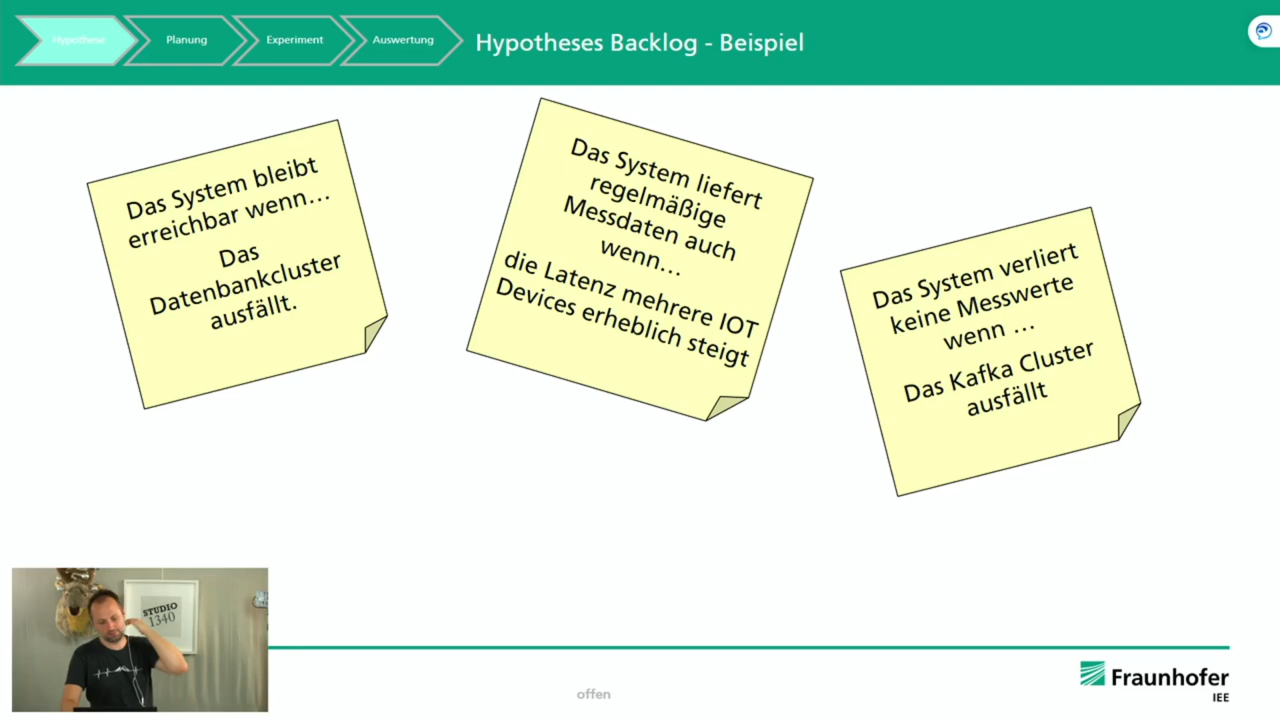 Hypothese
Planung
Experiment
Auswertung
Hypotheses Backlog - Beispiel
Das System bleibt
erreichbar wenn…
Das
Datenbankcluster
ausfällt.
Das System liefert
regelmäßige
Messdaten auch
wenn…
die Latenz mehrere IOT
Devices erheblich steigt
Das System verliert
keine Messwerte
wenn …
Das Kafka Cluster
ausfällt
STUDIO
1340
offen
Fraunhofer
IEE